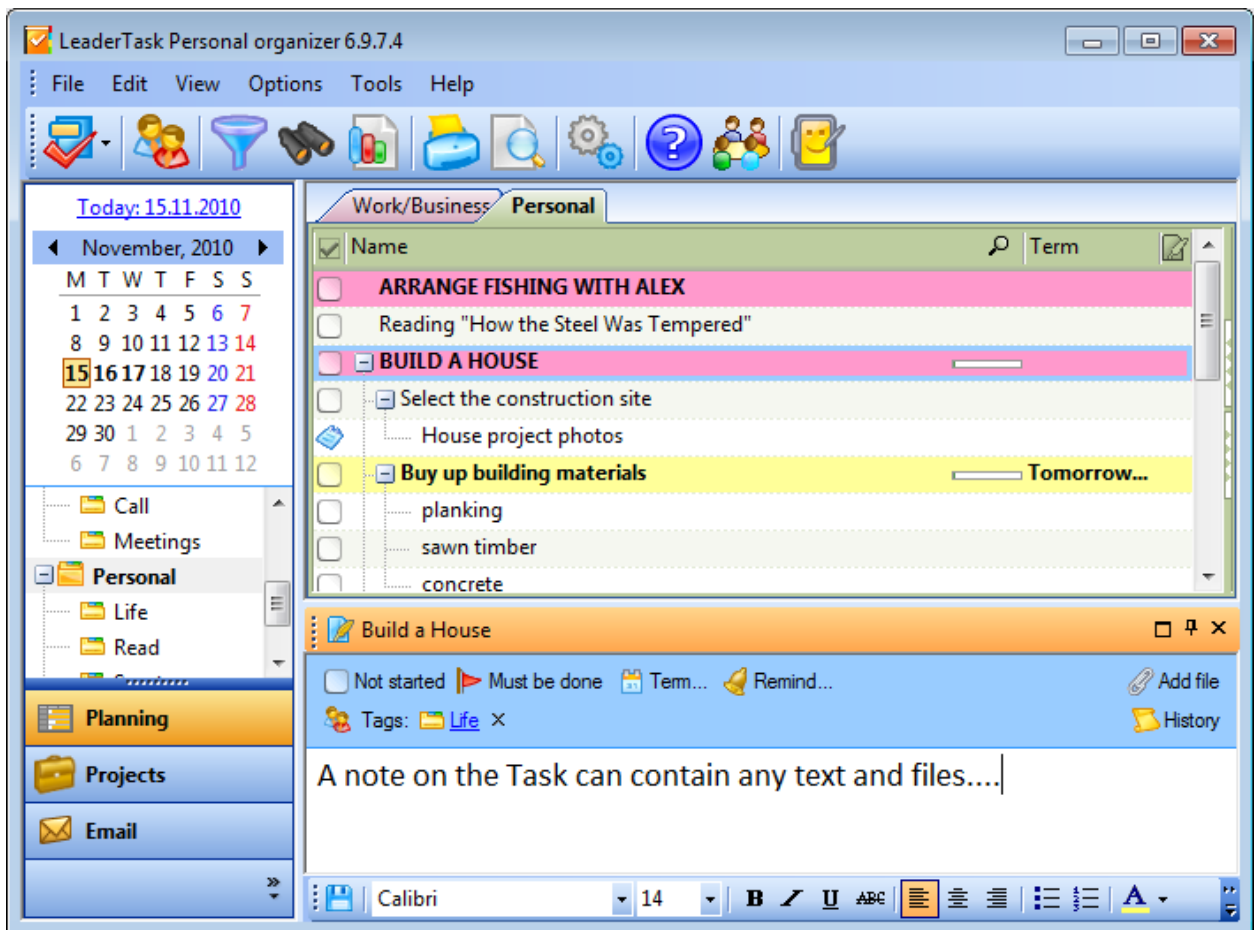 LeaderTask Personal organizer 6.9.7.4
File Edit View Options Tools Help
Today: 15.11.2010
November, 2010
M T W T F S S
1 2 3 4 5 6 7
8 9 10 11 12 13 14
15 16 17 18 19 20 21
22 23 24 25 26 27 28
29 30 1 2 3 4 5
6 7 8 9 10 11 12
Call
Meetings
Personal
Life
Read
Planning
Projects
Email
Work/Business Personal
Name Term
ARRANGE FISHING WITH ALEX
Reading "How the Steel Was Tempered"
BUILD A HOUSE
Select the construction site
House project photos
Buy up building materials Tomorrow...
planking
sawn timber
concrete
Build a House
Not started Must be done Term... Remind... Add file
Tags: Life History
A note on the Task can contain any text and files....
Calibri 14 B I U ABC A